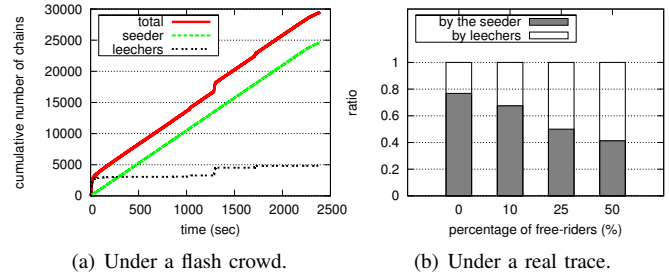 cumulative number of chains
30000
25000
20000
15000
10000
5000
0
total
seeder
leechers
0 500 1000 1500 2000 2500
time (sec)
(a) Under a flash crowd.
ratio
1
0.8
0.6
0.4
0.2
0
by the seeder
by leechers
0 10 25 50
percentage of free-riders (%)
(b) Under a real trace.